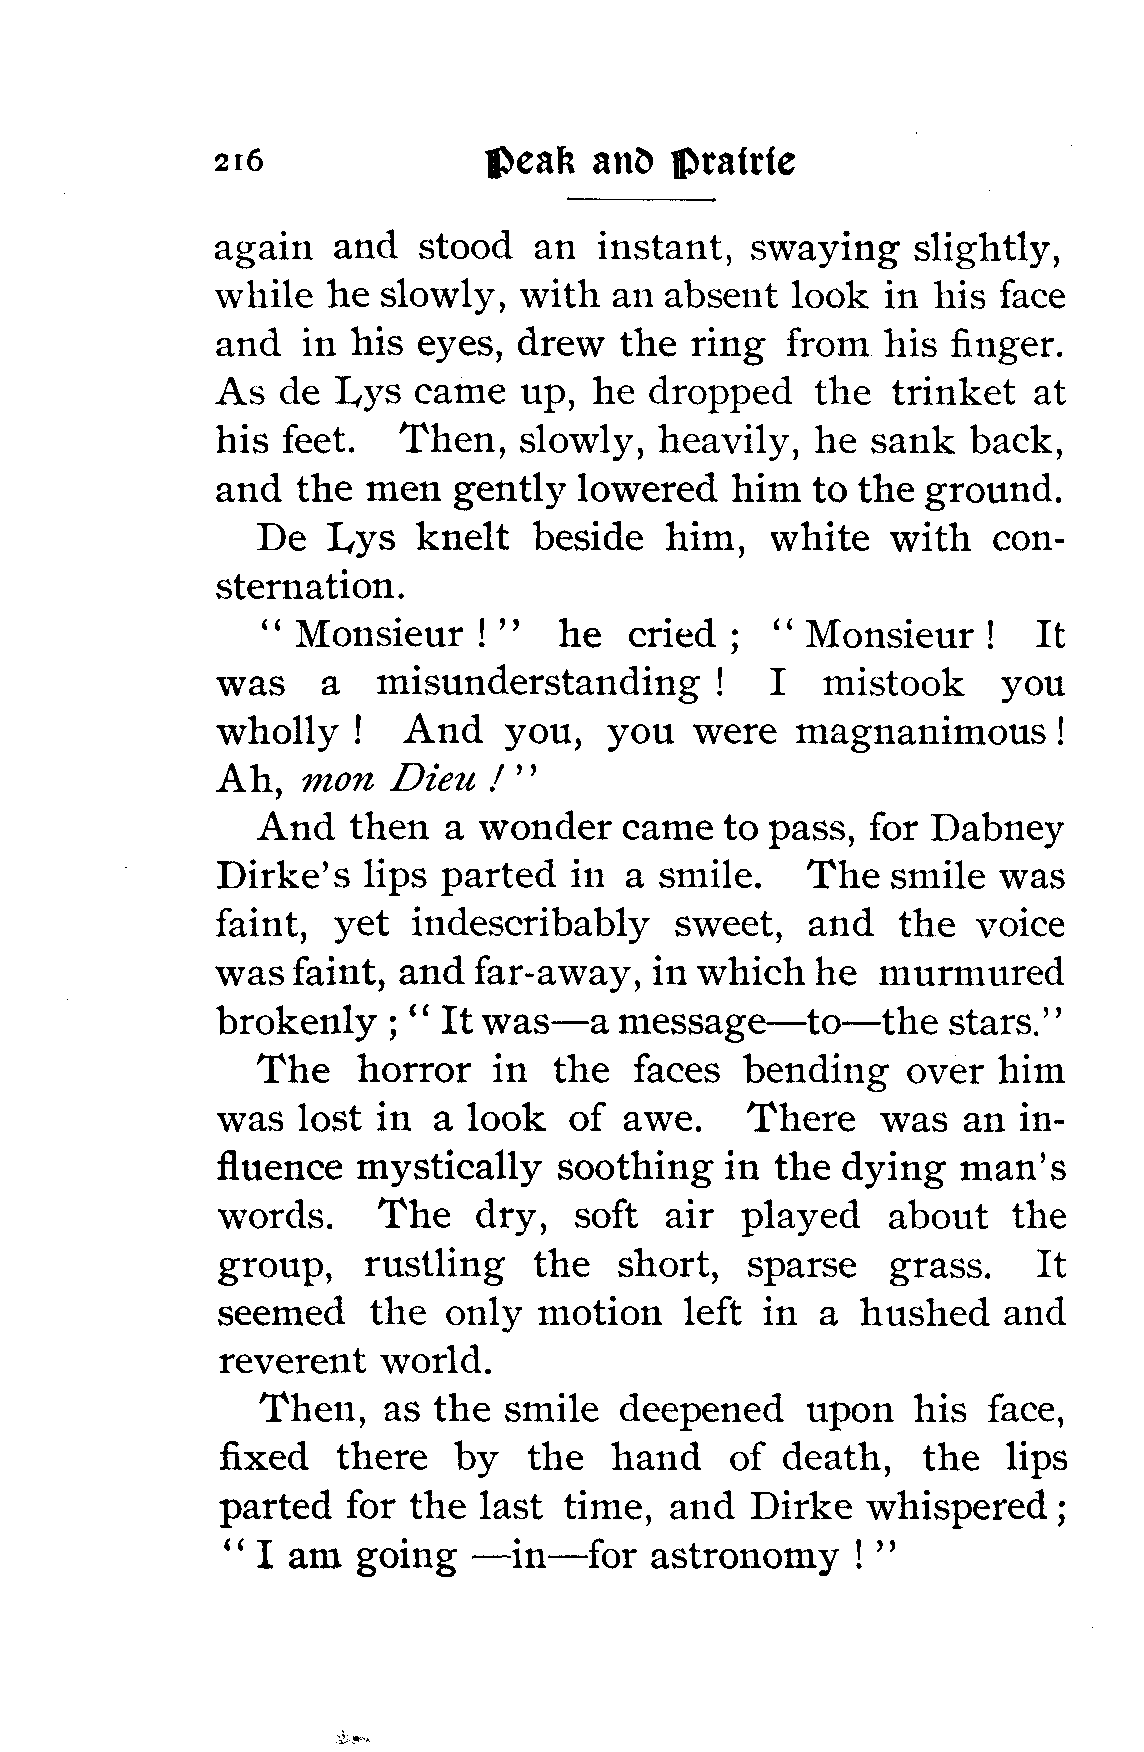 216 Peak and Prairie
again and stood an instant, swaying slightly,
while he slowly, with an absent look in his face
and in his eyes, drew the ring from his finger.
As de Lys came up, he dropped the trinket at
his feet. Then, slowly, heavily, he sank back,
and the men gently lowered him to the ground.
De Lys knelt beside him, white with con-
sternation.
“ Monsieur ! ” he cried ; “ Monsieur ! It
was a misunderstanding ! I mistook you
wholly ! And you, you were magnanimous !
Ah, mon Dieu ! ”
And then a wonder came to pass, for Dabney
Dirke’s lips parted in a smile. The smile was
faint, yet indescribably sweet, and the voice
was faint, and far-away, in which he murmured
brokenly ; “ It was—a message—to—the stars.”
The horror in the faces bending over him
was lost in a look of awe. There was an in-
fluence mystically soothing in the dying man’s
words. The dry, soft air played about the
group, rustling the short, sparse grass. It
seemed the only motion left in a hushed and
reverent world.
Then, as the smile deepened upon his face,
fixed there by the hand of death, the lips
parted for the last time, and Dirke whispered ;
“ I am going —in—for astronomy ! ”